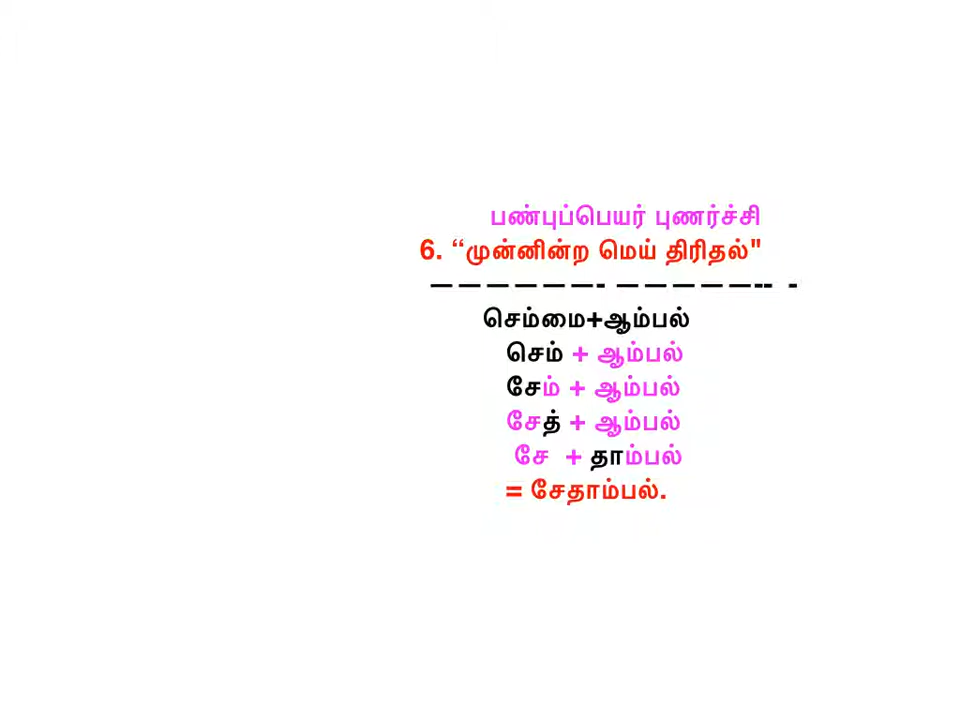 பண்புப்பெயர் புணர்ச்சி
6. “முன்னின்ற மெய் திரிதல்"
— — — — — —- — — — — —-- -
செம்மை+ஆம்பல்
செம் + ஆம்பல்
சேம் + ஆம்பல்
சேத் + ஆம்பல்
சே + தாம்பல்
= சேதாம்பல்.